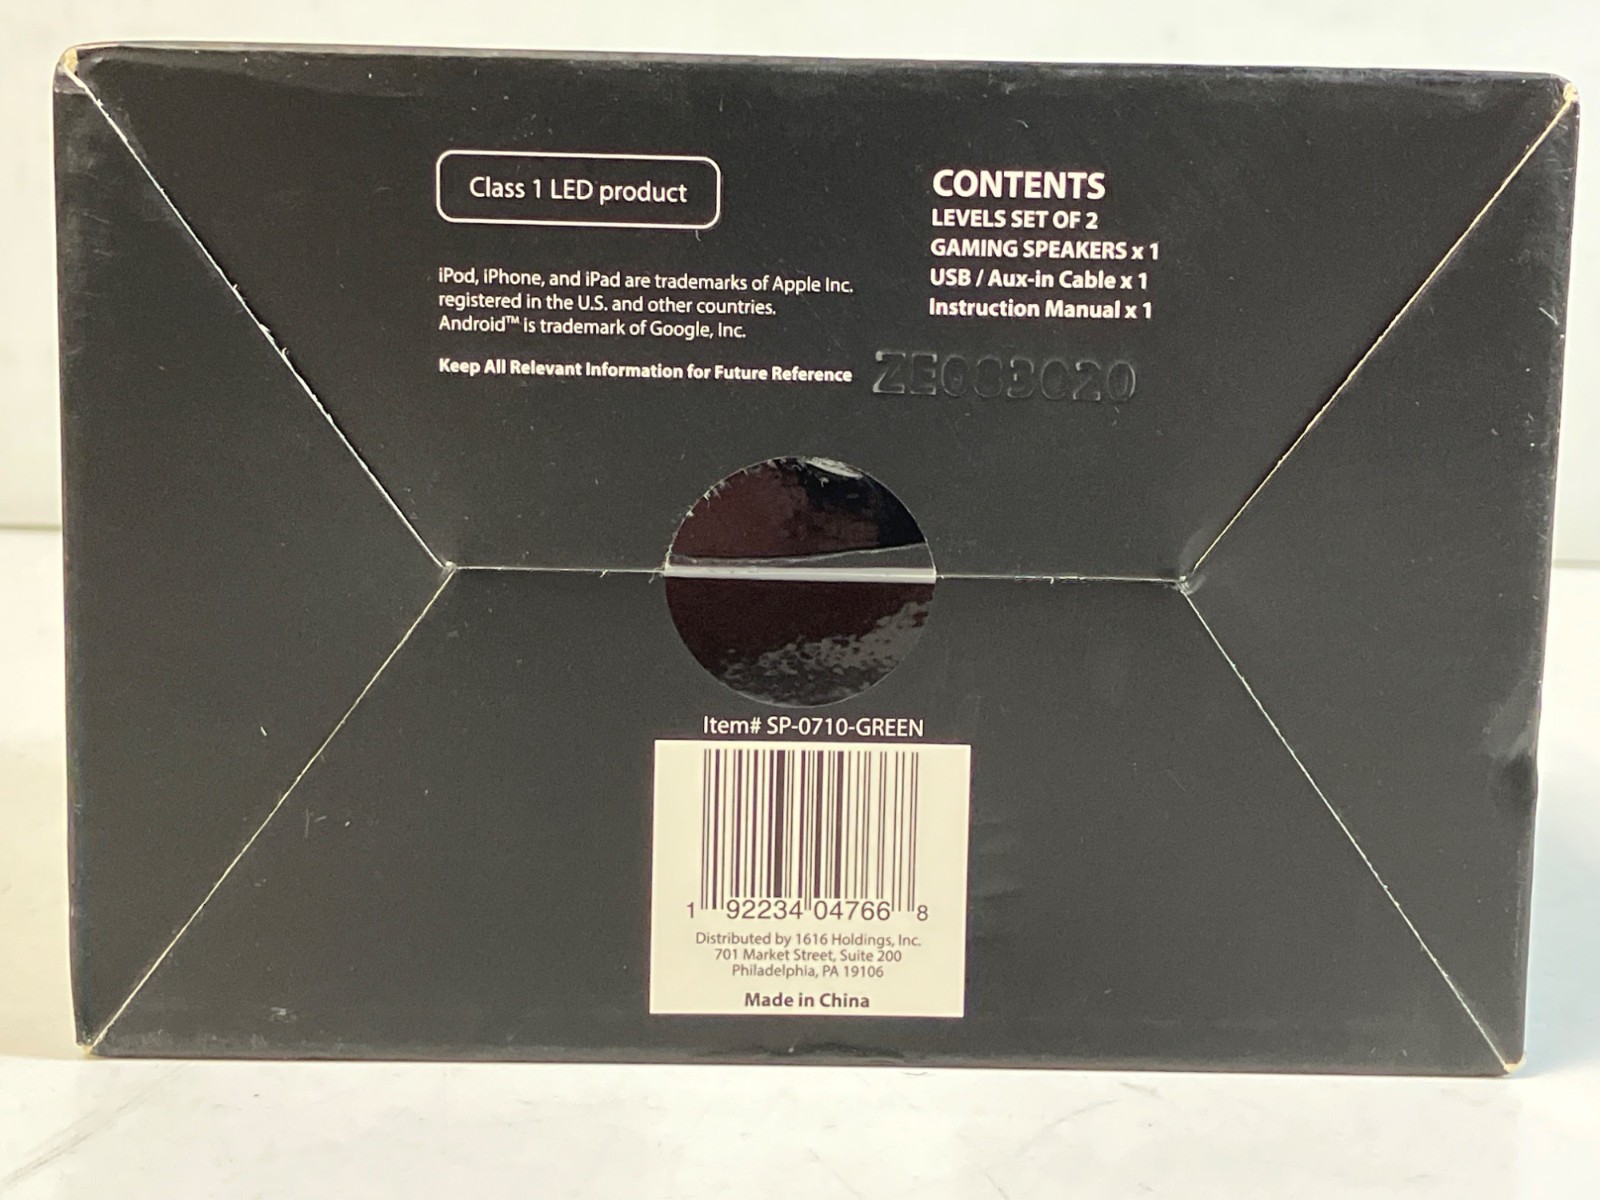 Class 1 LED product
iPod, iPhone, and iPad are trademarks of Apple Inc.
registered in the U.S. and other countries.
Android™ is trademark of Google, Inc.
Keep All Relevant Information for Future Reference
CONTENTS
LEVELS SET OF 2
GAMING SPEAKERS x 1
USB / Aux-in Cable x 1
Instruction Manual x 1
Item# SP-0710-GREEN
1 92234 04766 8
Distributed by 1616 Holdings, Inc.
701 Market Street, Suite 200
Philadelphia, PA 19106
Made in China